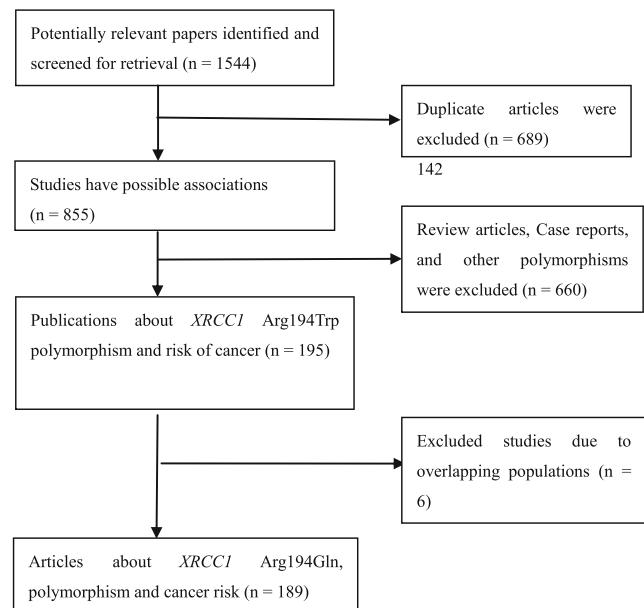 Potentially relevant papers identified and
screened for retrieval (n = 1544)
Duplicate articles were
excluded (n = 689)
142
Studies have possible associations
(n = 855)
Review articles, Case reports,
and other polymorphisms
were excluded (n = 660)
Publications about XRCC1 Arg194Trp
polymorphism and risk of cancer (n = 195)
Excluded studies due to
overlapping populations (n =
6)
Articles about XRCC1 Arg194Gln,
polymorphism and cancer risk (n = 189)